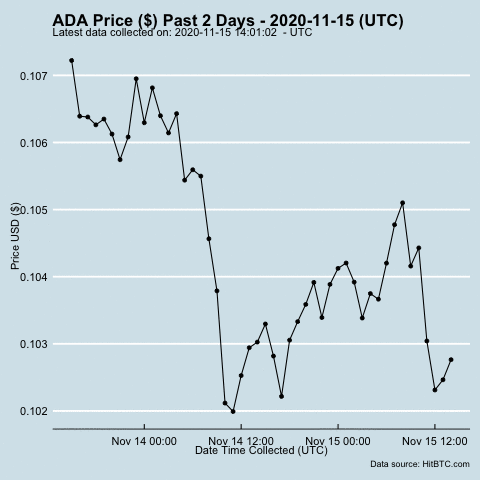 ADA Price ($) Past 2 Days - 2020-11-15 (UTC)
Latest data collected on: 2020-11-15 14:01:02  - UTC
0.107
0.106
0.105
0.104
0.103
0.102
Price USD ($)
Nov 14 00:00 Nov 14 12:00 Nov 15 00:00 Nov 15 12:00
Date Time Collected (UTC)
Data source: HitBTC.com